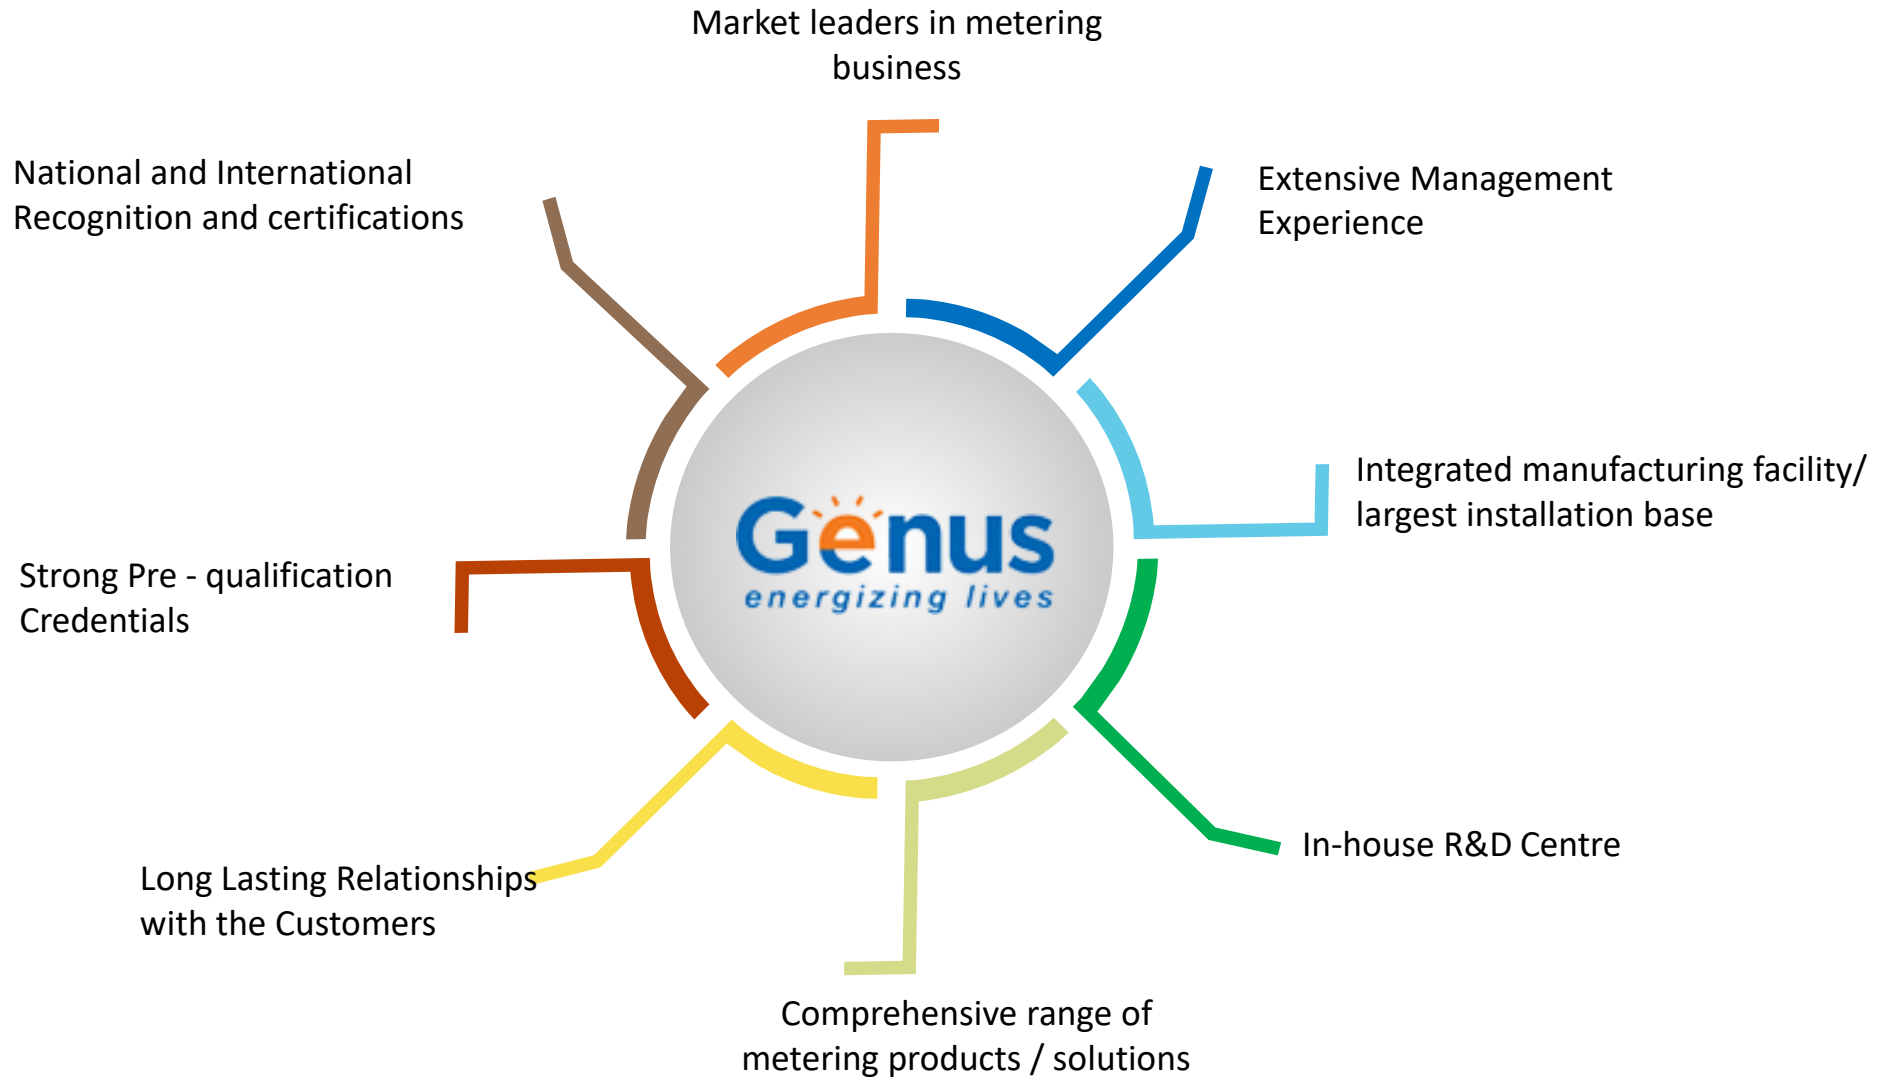 Market leaders in metering
business
National and International
Recognition and certifications
Extensive Management
Experience
Integrated manufacturing facility/
largest installation base
Genus
energizing lives
Strong Pre - qualification
Credentials
In-house R&D Centre
Long Lasting Relationships
with the Customers
Comprehensive range of
metering products / solutions